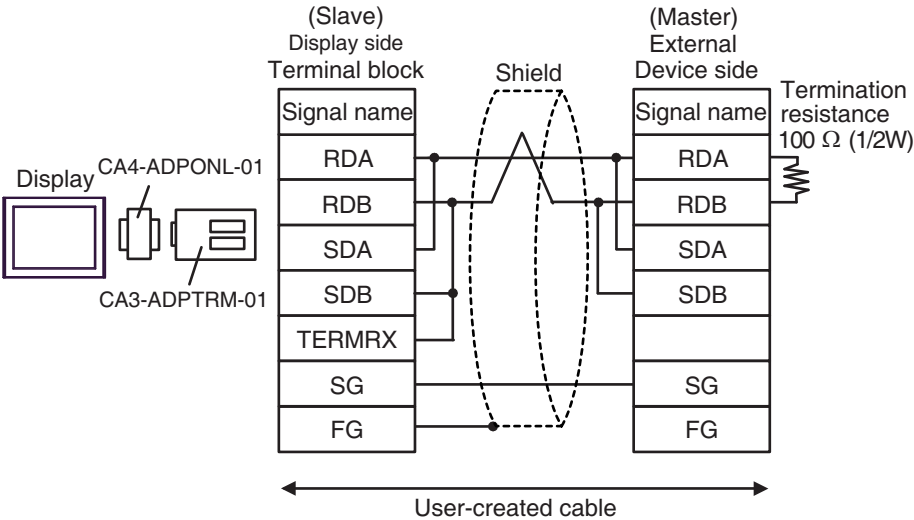 (Slave)
Display side
Terminal block
Shield
(Master)
External
Device side
Termination
resistance
100 Ω (1/2W)
Display
CA4-ADPONL-01
CA3-ADPTRM-01
Signal name
RDA
RDB
SDA
SDB
TERMRX
SG
FG
Signal name
RDA
RDB
SDA
SDB
SG
FG
User-created cable